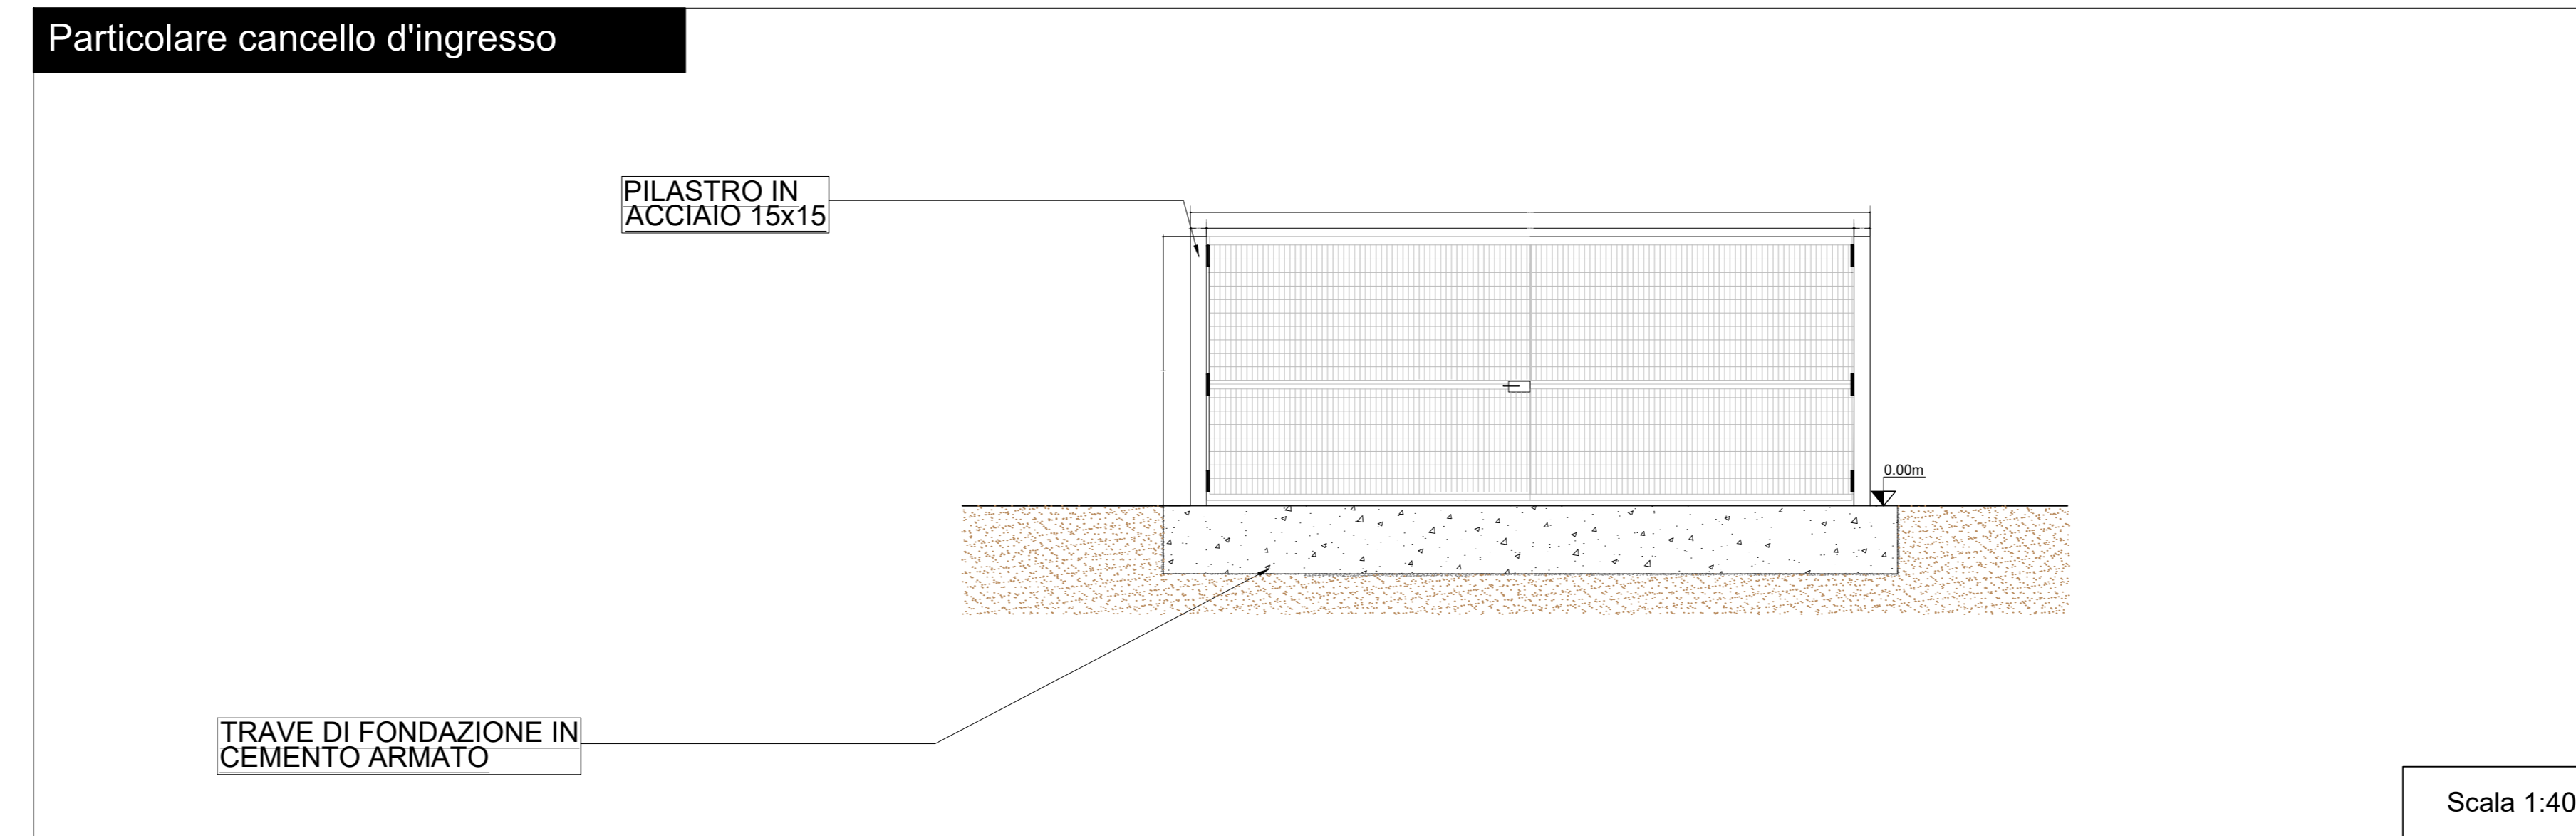 Particolare cancello d'ingresso
PILASTRO IN
ACCIAIO 15x15
0.00m
TRAVE DI FONDAZIONE IN
CEMENTO ARMATO
Scala 1:40